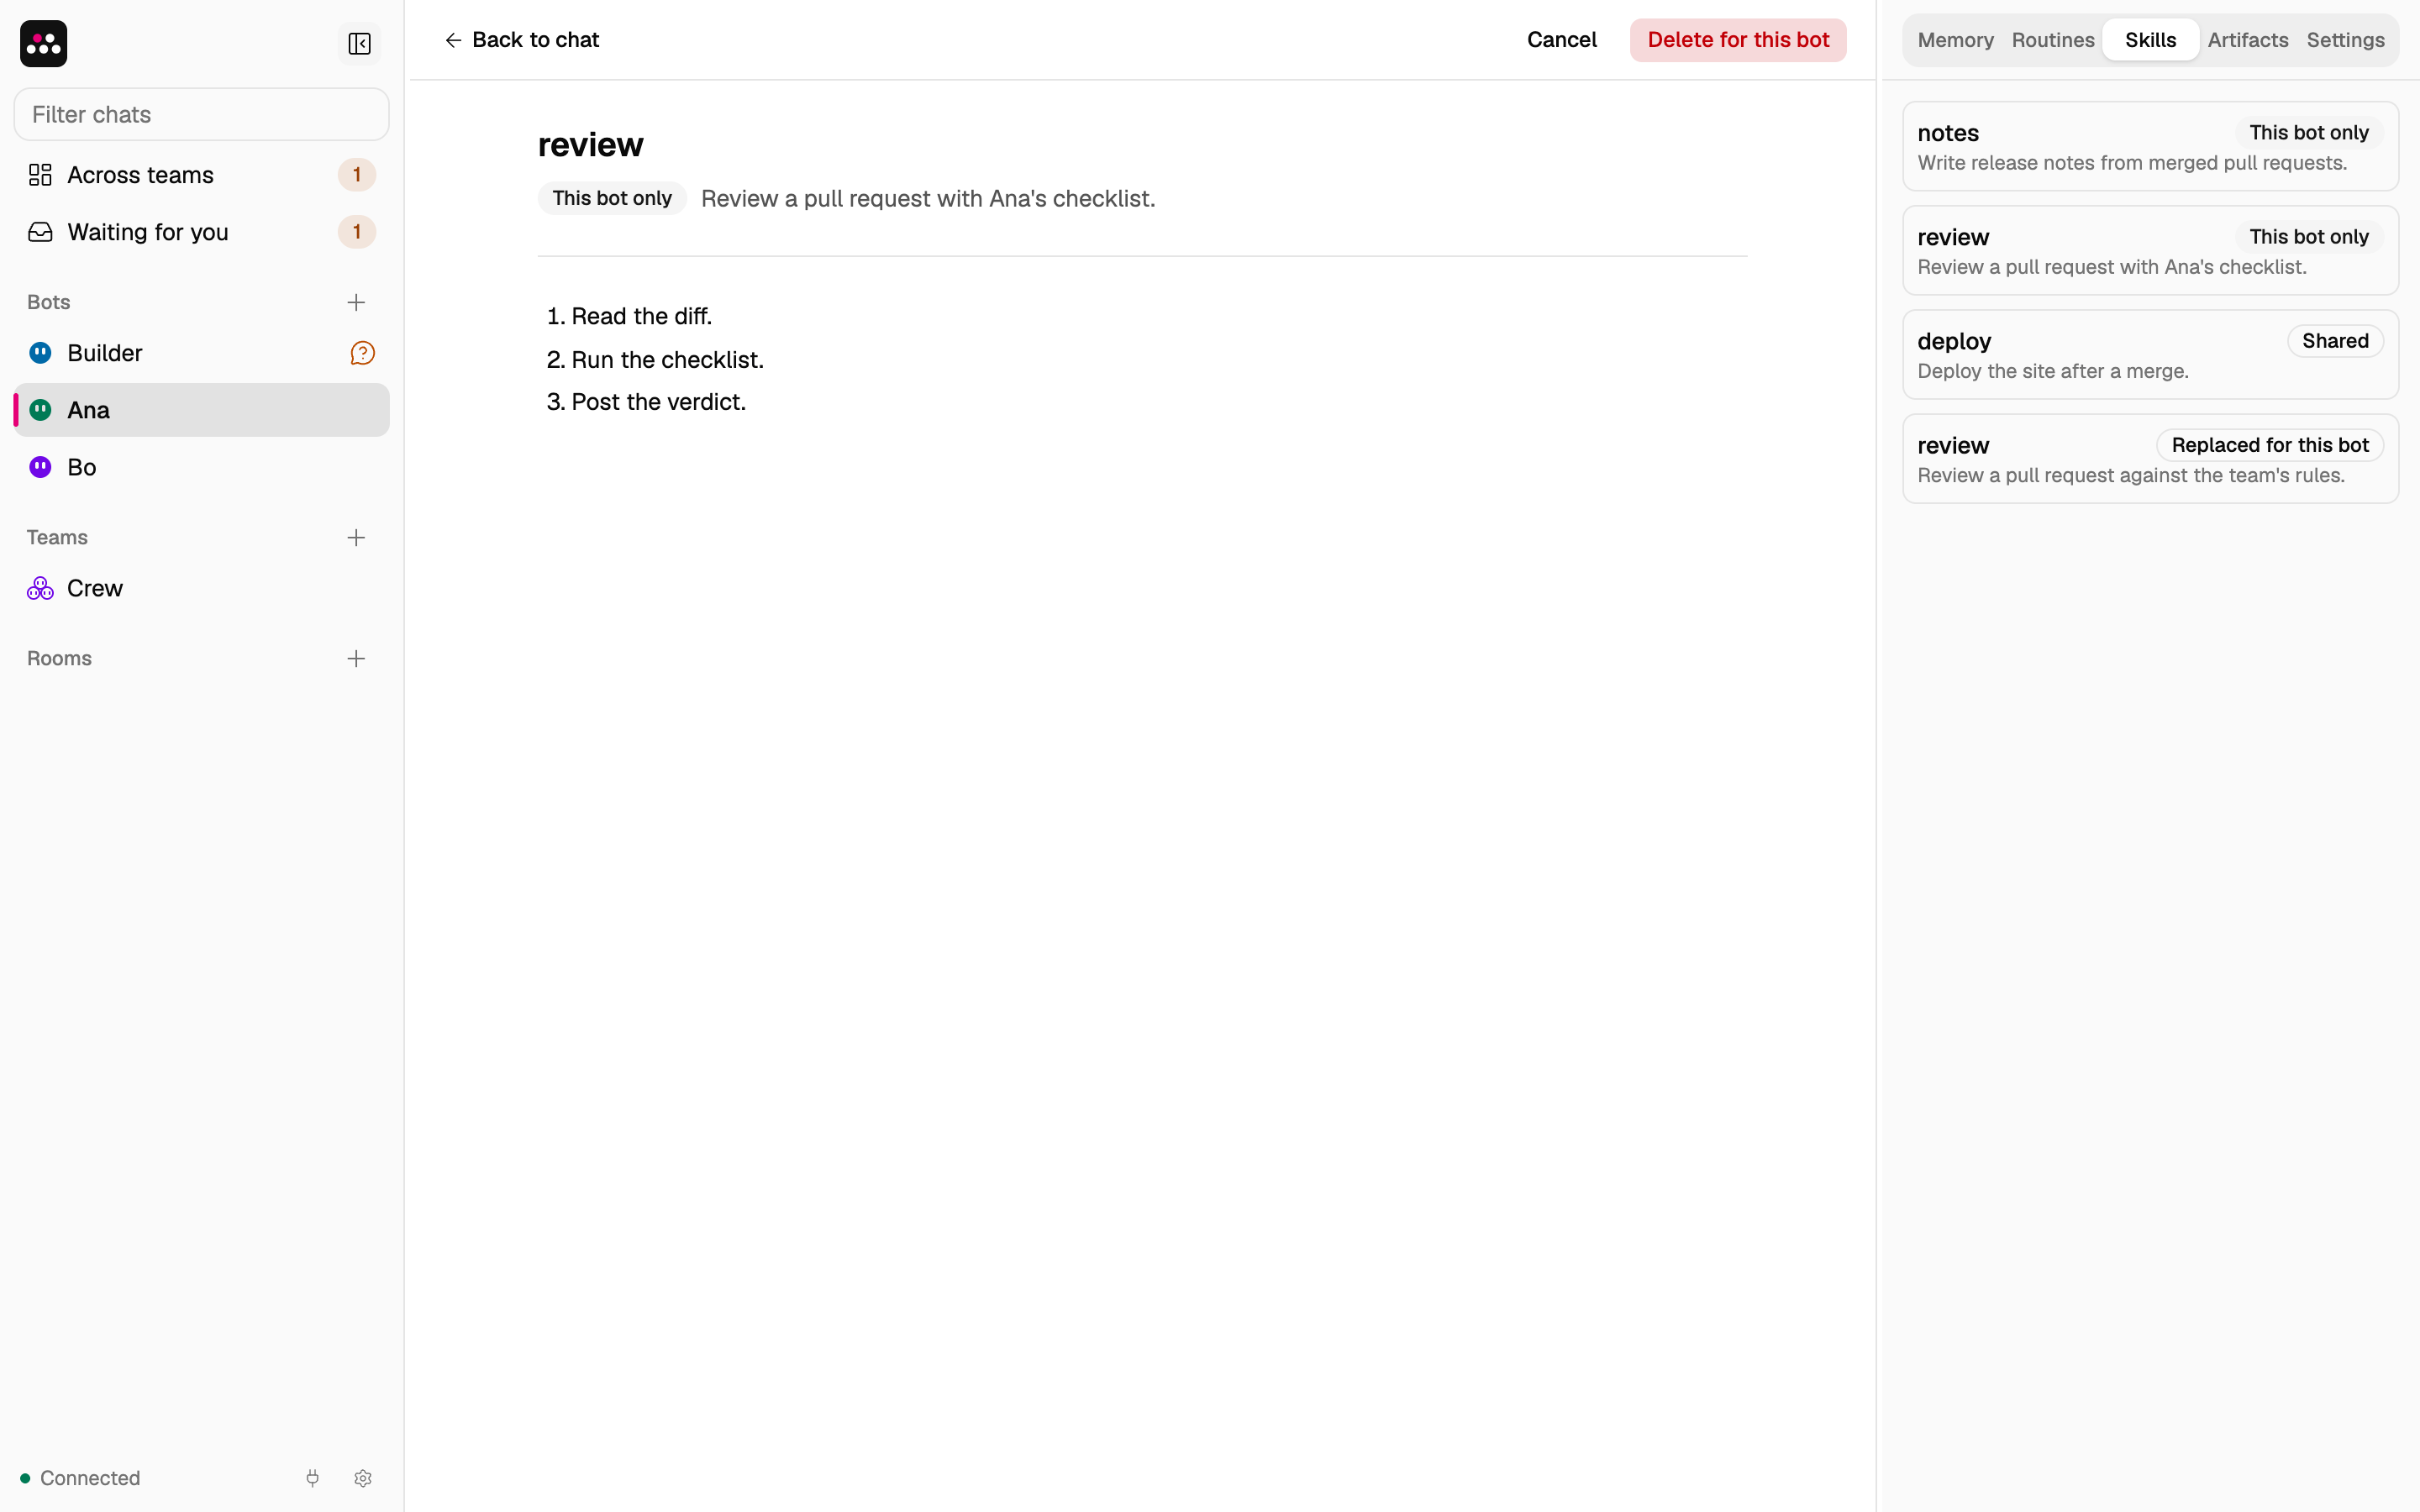 Filter chats
Across teams 1
Waiting for you 1
Bots
Builder
Ana
Bo
Teams
Crew
Rooms
Connected
Back to chat
Cancel
Delete for this bot
review
This bot only
Review a pull request with Ana's checklist.
1. Read the diff.
2. Run the checklist.
3. Post the verdict.
Memory Routines Skills Artifacts Settings
notes This bot only
Write release notes from merged pull requests.
review This bot only
Review a pull request with Ana's checklist.
deploy Shared
Deploy the site after a merge.
review Replaced for this bot
Review a pull request against the team's rules.